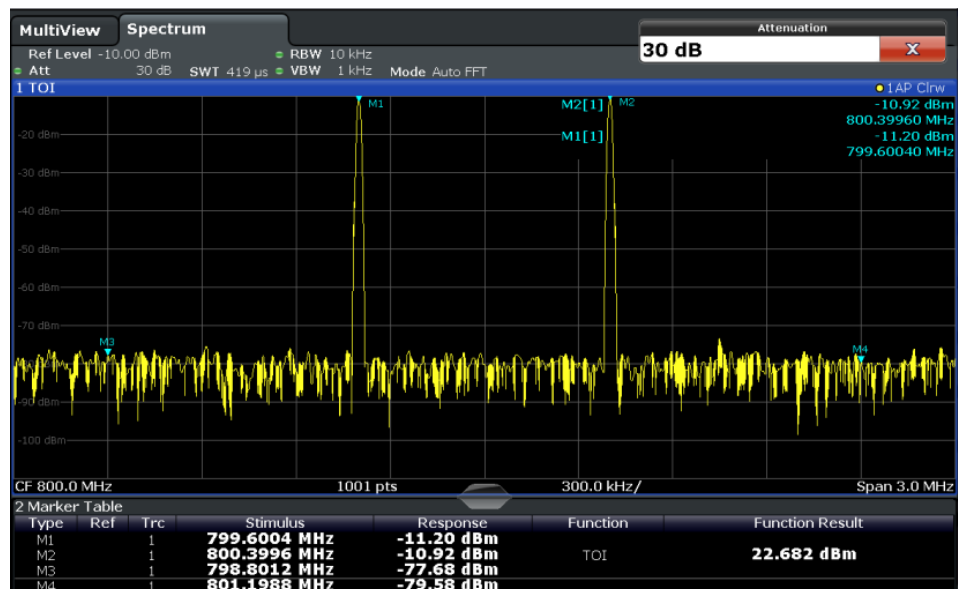 MultiView Spectrum
Attenuation
30 dB X
Ref Level -10.00 dBm RBW 10 kHz
Att 30 dB SWT 419 µs VBW 1 kHz Mode Auto FFT
1 TOI 1AP Clrw
M1 M2[1] M2 -10.92 dBm
800.39960 MHz
-20 dBm M1[1] -11.20 dBm
799.60040 MHz
-30 dBm
-40 dBm
-50 dBm
-60 dBm
-70 dBm
M3 M4
-90 dBm
-100 dBm
CF 800.0 MHz 1001 pts 300.0 kHz/ Span 3.0 MHz
2 Marker Table
Type Ref Trc Stimulus Response Function Function Result
M1 1 799.6004 MHz -11.20 dBm
M2 1 800.3996 MHz -10.92 dBm TOI 22.682 dBm
M3 1 798.8012 MHz -77.68 dBm
M4 1 801.1988 MHz -79.58 dBm